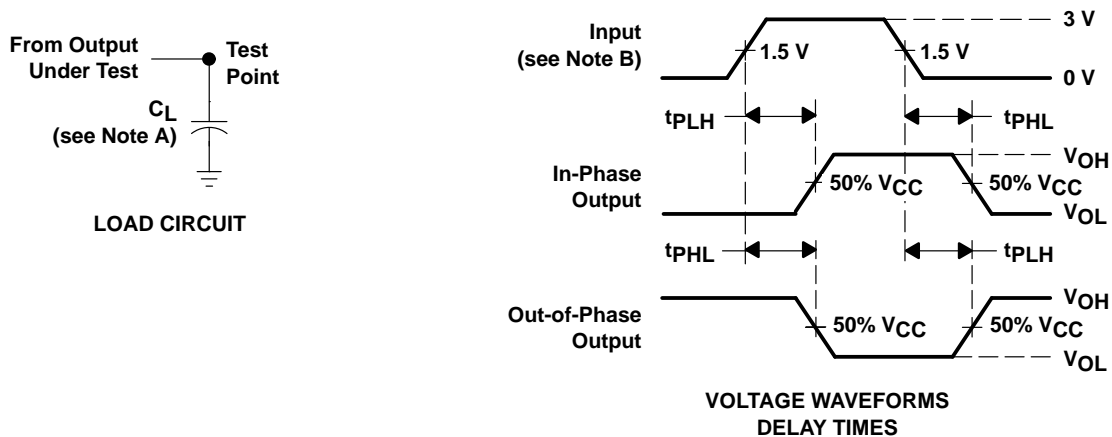 From Output
Under Test
Test
Point
CL
(see Note A)
LOAD CIRCUIT
Input
(see Note B)
1.5 V
1.5 V
3 V
0 V
tPLH
tPHL
In-Phase
Output
50% VCC
VOH
50% VCC
VOL
tPHL
tPLH
Out-of-Phase
Output
50% VCC
VOH
50% VCC
VOL
VOLTAGE WAVEFORMS
DELAY TIMES